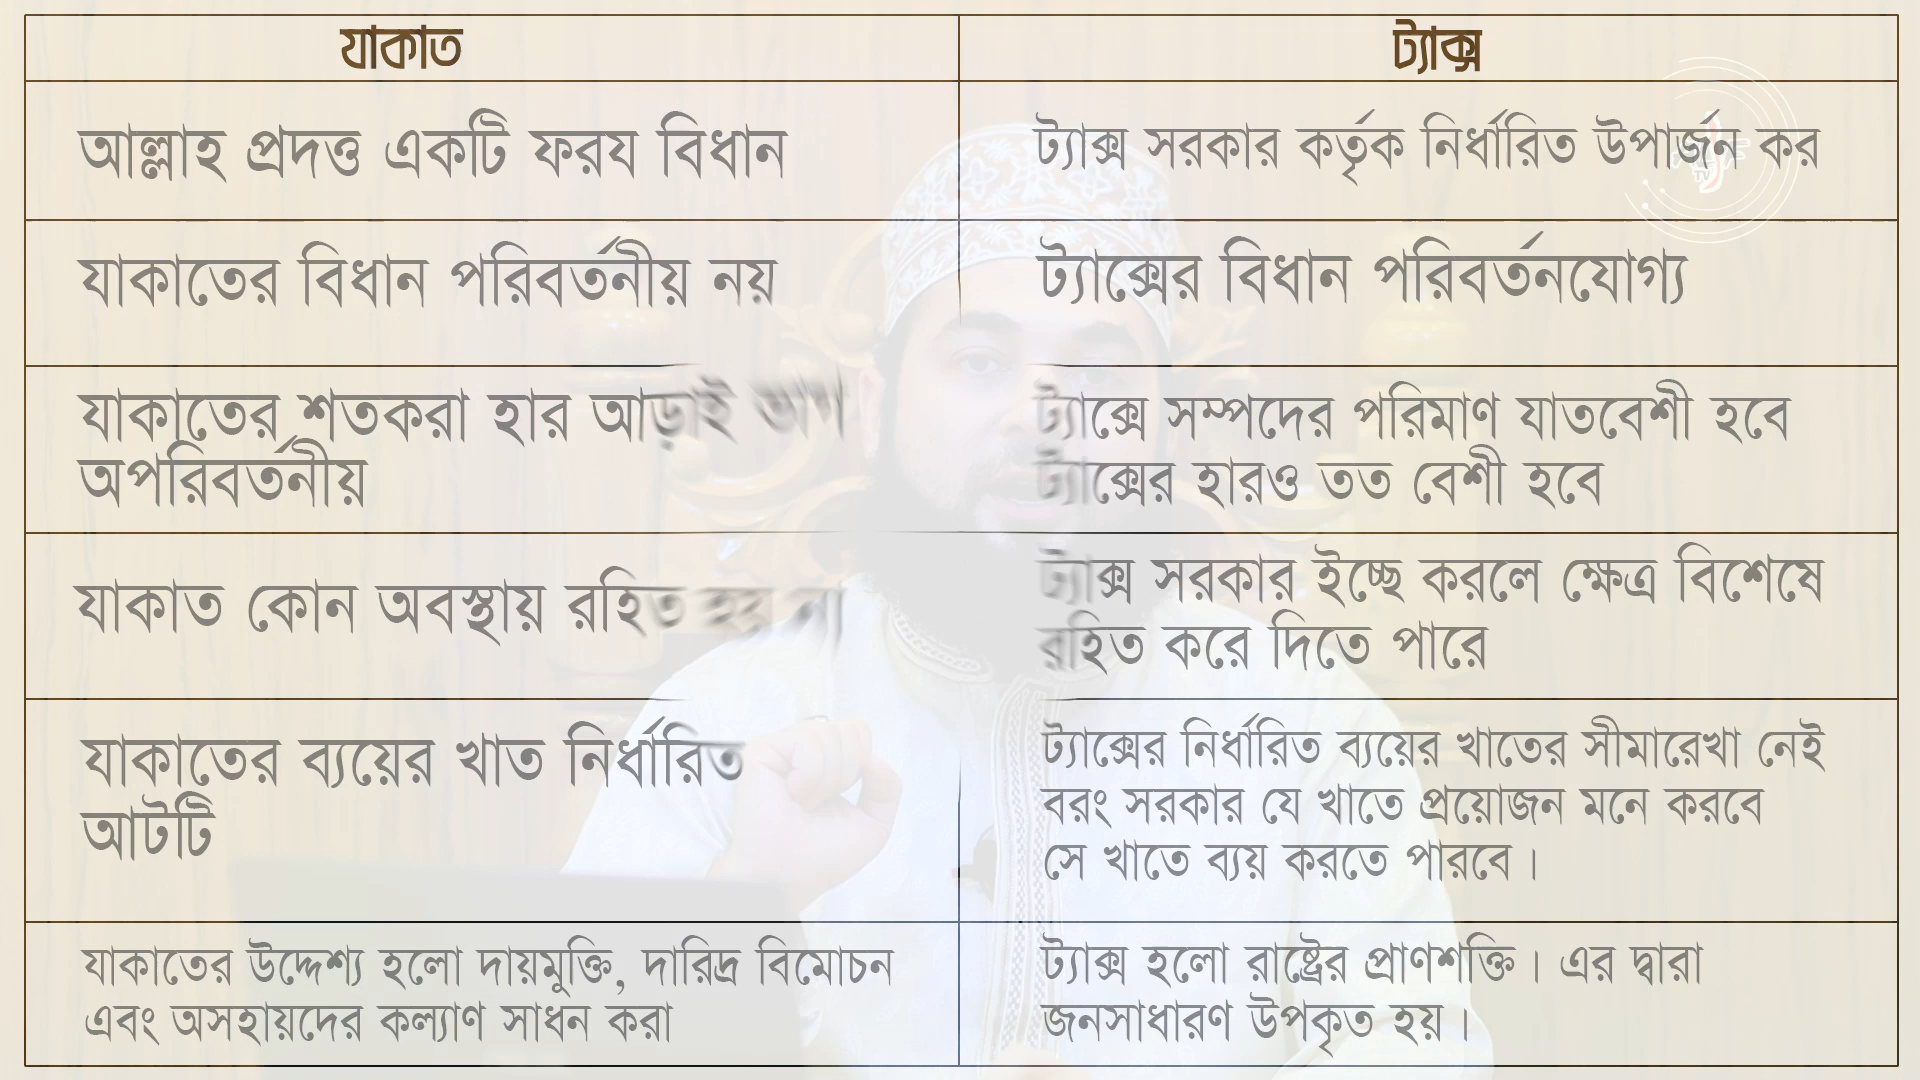 যাকাত
ট্যাক্স
আল্লাহ প্রদত্ত একটি ফরয বিধান
ট্যাক্স সরকার কর্তৃক নির্ধারিত উপার্জন কর
যাকাতের বিধান পরিবর্তনীয় নয়
ট্যাক্সের বিধান পরিবর্তনযোগ্য
যাকাতের শতকরা হার আড়াই ভাগ
অপরিবর্তনীয়
ট্যাক্সে সম্পদের পরিমাণ যাতবেশী হবে
ট্যাক্সের হারও তত বেশী হবে
যাকাত কোন অবস্থায় রহিত হয় না
ট্যাক্স সরকার ইচ্ছে করলে ক্ষেত্র বিশেষে
রহিত করে দিতে পারে
যাকাতের ব্যয়ের খাত নির্ধারিত
আটটি
ট্যাক্সের নির্ধারিত ব্যয়ের খাতের সীমারেখা নেই
বরং সরকার যে খাতে প্রয়োজন মনে করবে
সে খাতে ব্যয় করতে পারবে।
যাকাতের উদ্দেশ্য হলো দায়মুক্তি, দারিদ্র বিমোচন
এবং অসহায়দের কল্যাণ সাধন করা
ট্যাক্স হলো রাষ্ট্রের প্রাণশক্তি। এর দ্বারা
জনসাধারণ উপকৃত হয়।
TV